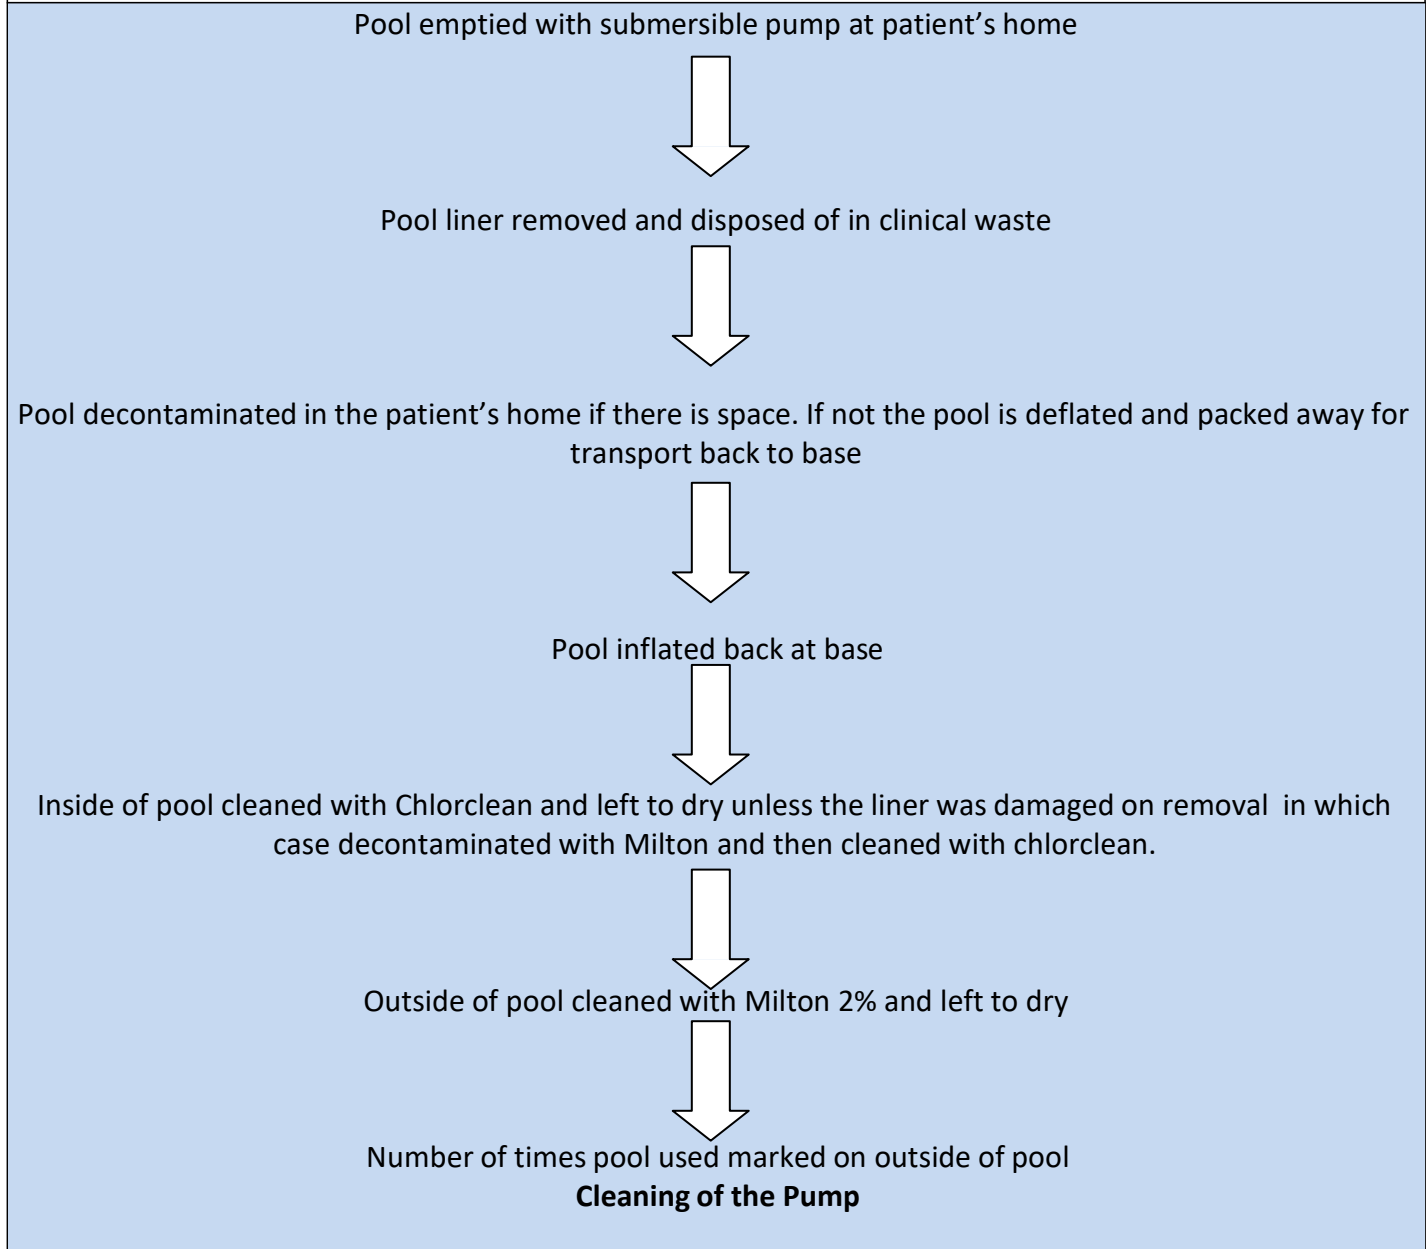 Pool emptied with submersible pump at patient’s home
Pool liner removed and disposed of in clinical waste
Pool decontaminated in the patient’s home if there is space. If not the pool is deflated and packed away for
transport back to base
Pool inflated back at base
Inside of pool cleaned with Chlorclean and left to dry unless the liner was damaged on removal  in which
case decontaminated with Milton and then cleaned with chlorclean.
Outside of pool cleaned with Milton 2% and left to dry
Number of times pool used marked on outside of pool
Cleaning of the Pump